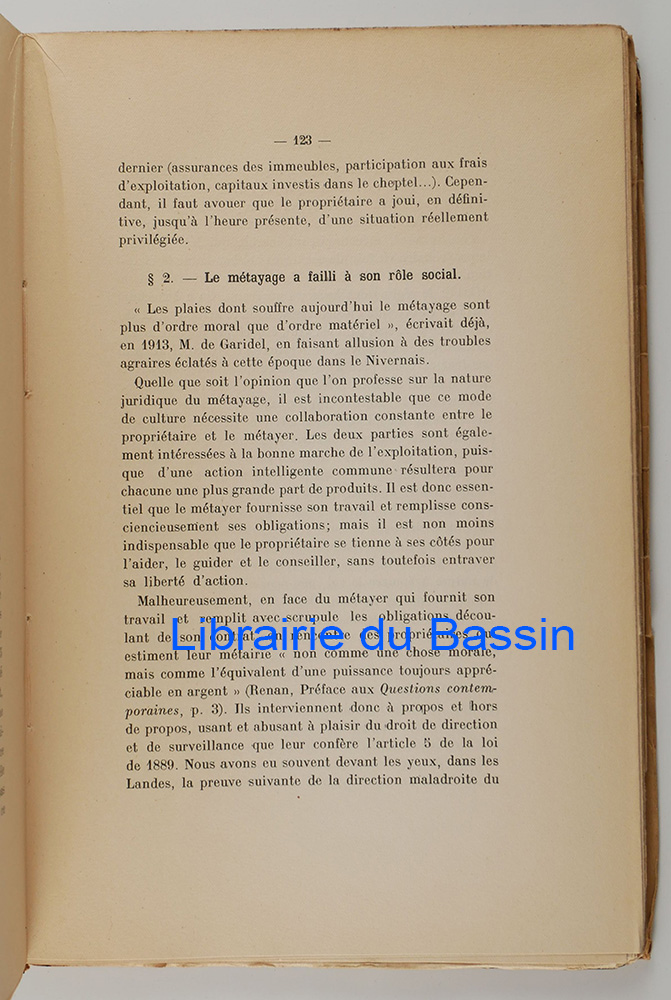 — 123 —
dernier (assurances des immeubles, participation aux frais
d'exploitation, capitaux investis dans le cheptel...). Cepen-
dant, il faut avouer que le propriétaire a joui, en défini-
tive, jusqu'à l'heure présente, d'une situation réellement
privilégiée.
§ 2. — Le métayage a failli à son rôle social.
« Les plaies dont souffre aujourd'hui le métayage sont
plus d'ordre moral que d'ordre matériel », écrivait déjà,
en 1913, M. de Garidel, en faisant allusion à des troubles
agraires éclatés à cette époque dans le Nivernais.
Quelle que soit l'opinion que l'on professe sur la nature
juridique du métayage, il est incontestable que ce mode
de culture nécessite une collaboration constante entre le
propriétaire et le métayer. Les deux parties sont égale-
ment intéressées à la bonne marche de l'exploitation, puis-
que d'une action intelligente commune résultera pour
chacune une plus grande part de produits. Il est donc essen-
tiel que le métayer fournisse son travail et remplisse cons-
ciencieusement ses obligations; mais il est non moins
indispensable que le propriétaire se tienne à ses côtés pour
l'aider, le guider et le conseiller, sans toutefois entraver
sa liberté d'action.
Malheureusement, en face du métayer qui fournit son
travail et remplit avec scrupule les obligations décou-
lant de son contrat, on rencontre des propriétaires qui
Librairie du Bassin
estiment leur métairie « non comme une chose morale,
mais comme l'équivalent d'une puissance toujours appré-
ciable en argent » (Renan, Préface aux Questions contem-
poraines, p. 3). Ils interviennent donc à propos et hors
de propos, usant et abusant à plaisir du droit de direction
et de surveillance que leur confère l'article 5 de la loi
de 1889. Nous avons eu souvent devant les yeux, dans les
Landes, la preuve suivante de la direction maladroite du